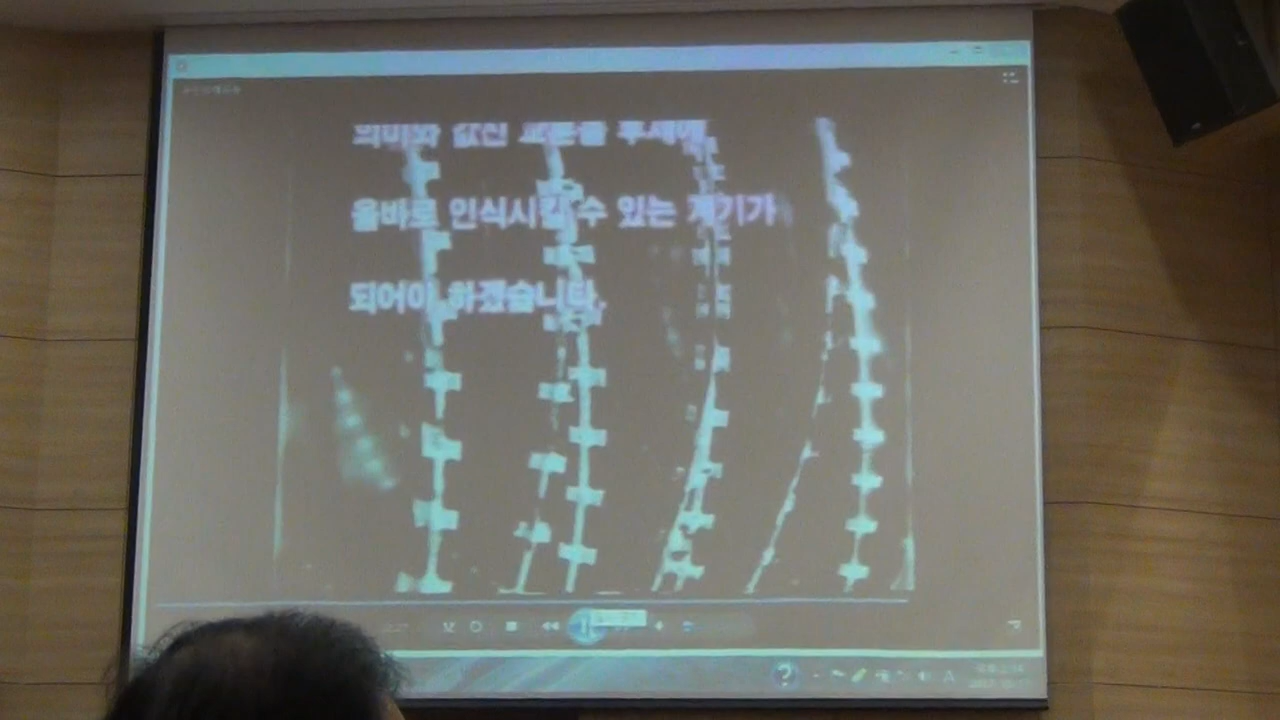 의미와 값진 교훈을 후세에
올바로 인식시킬 수 있는 계기가
되어야 하겠습니다.